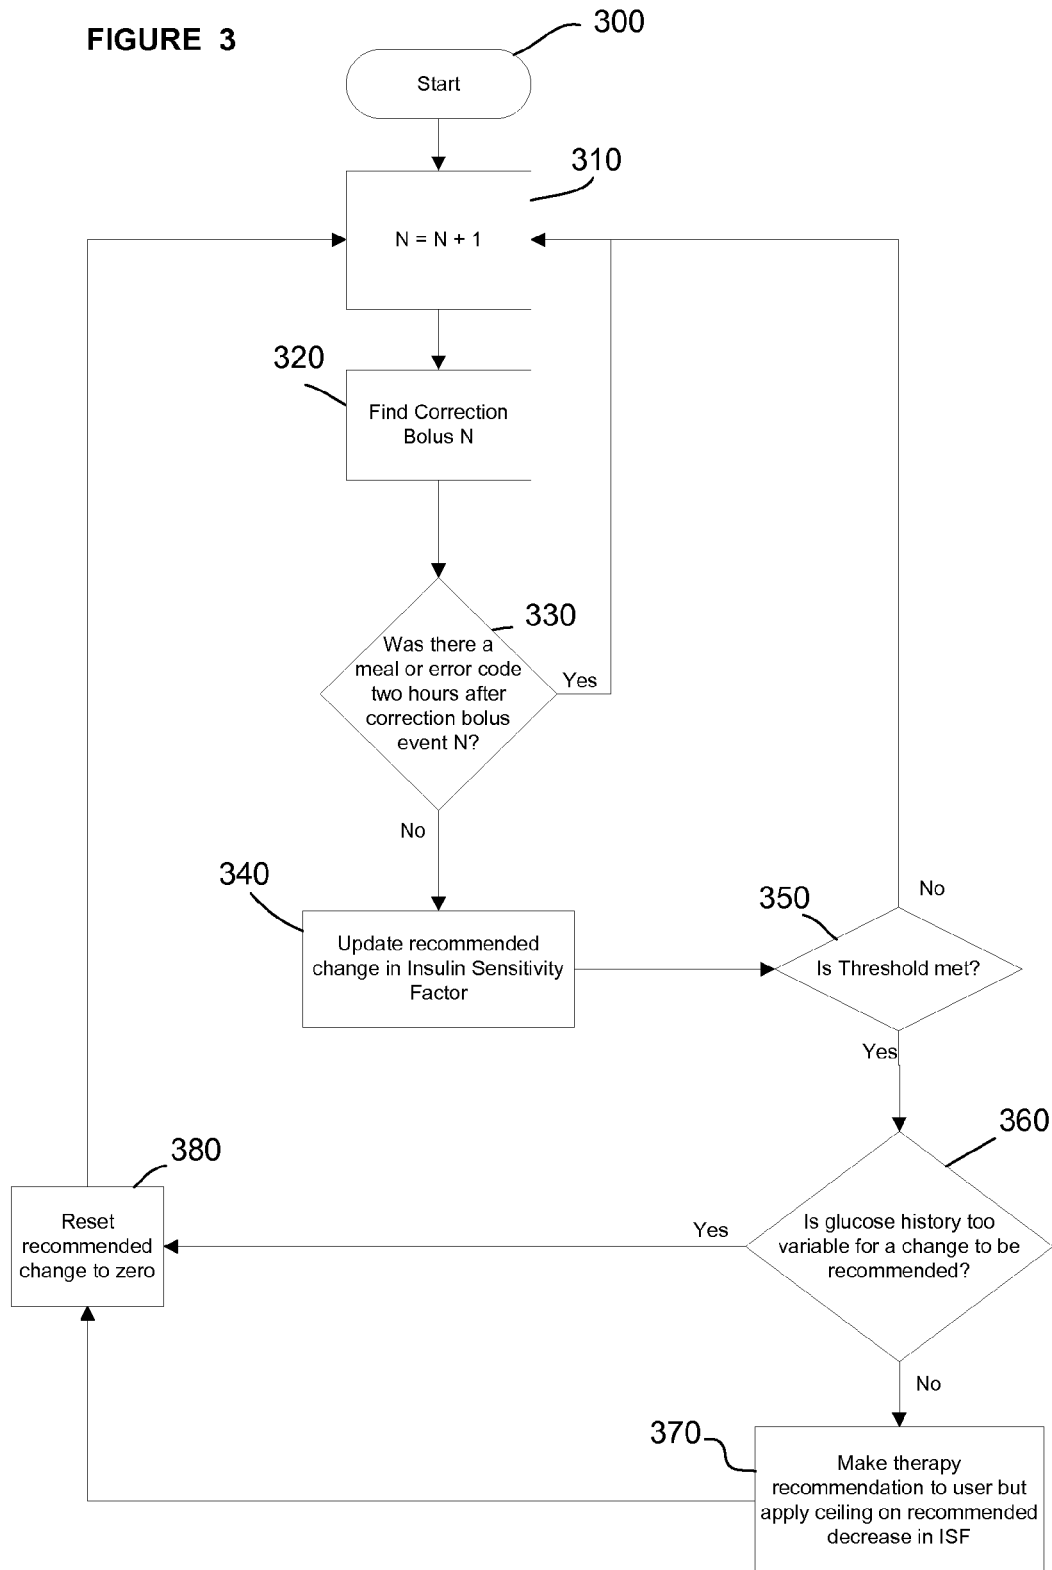 FIGURE 3
300
Start
310
N = N + 1
320
Find Correction
Bolus N
330
Was there a
meal or error code
two hours after
correction bolus
event N?
Yes
No
340
Update recommended
change in Insulin Sensitivity
Factor
350
No
Is Threshold met?
Yes
360
Is glucose history too
variable for a change to be
recommended?
Yes
380
Reset
recommended
change to zero
No
370
Make therapy
recommendation to user but
apply ceiling on recommended
decrease in ISF